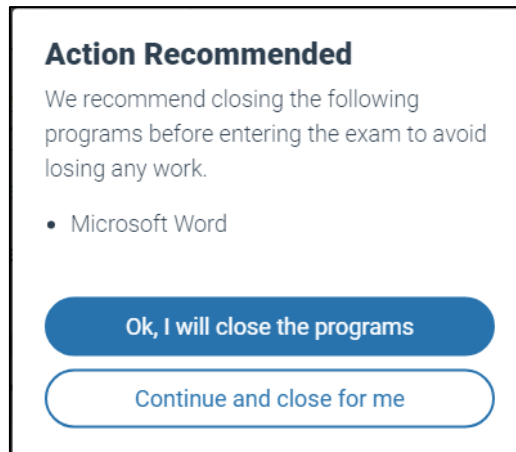 Action Recommended
We recommend closing the following
programs before entering the exam to avoid
losing any work.
• Microsoft Word
Ok, I will close the programs
Continue and close for me